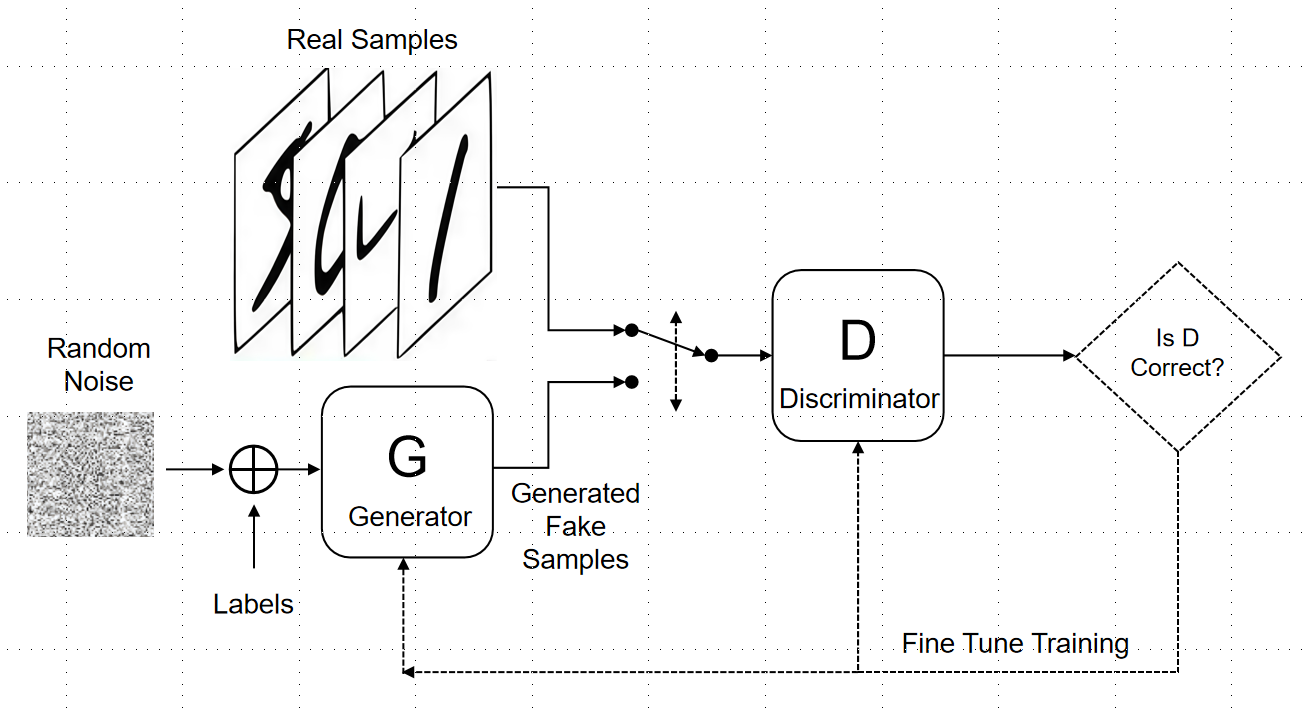 Real Samples
Random
Noise
Labels
G
Generator
Generated
Fake
Samples
D
Discriminator
Is D
Correct?
Fine Tune Training